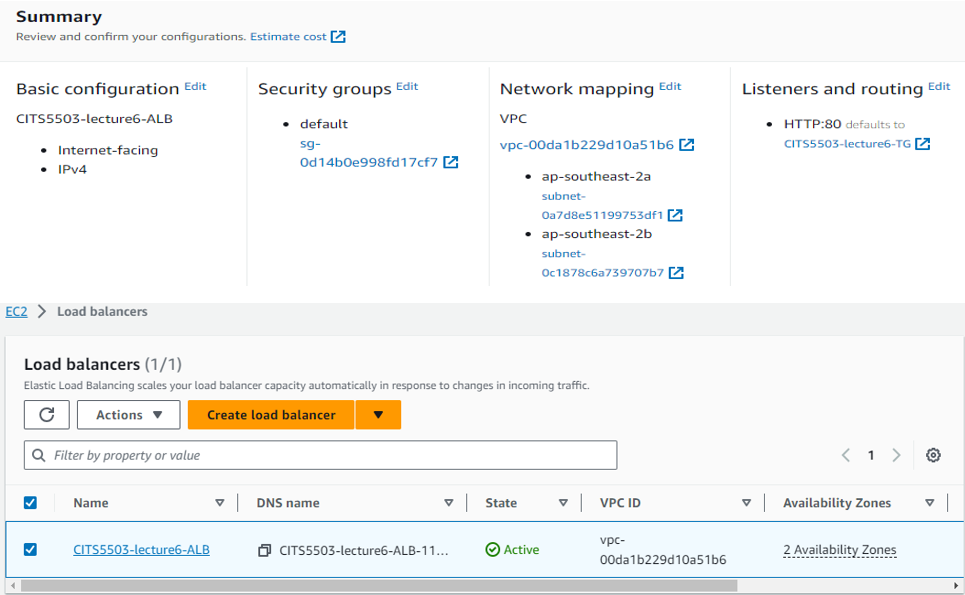 Summary
Review and confirm your configurations. Estimate cost
Basic configuration Edit
CITS5503-lecture6-ALB
Internet-facing
IPv4
Security groups Edit
default
sg-
0d14b0e998fd17cf7
Network mapping Edit
VPC
vpc-00da1b229d10a51b6
ap-southeast-2a
subnet-
0a7d8e51199753df1
ap-southeast-2b
subnet-
0c1878c6a739707b7
Listeners and routing Edit
HTTP:80 defaults to
CITS5503-lecture6-TG
EC2 Load balancers
Load balancers (1/1)
Elastic Load Balancing scales your load balancer capacity automatically in response to changes in incoming traffic.
Actions Create load balancer
Filter by property or value 1
Name DNS name State VPC ID Availability Zones
CITS5503-lecture6-ALB CITS5503-lecture6-ALB-11... Active vpc-
00da1b229d10a51b6 2 Availability Zones